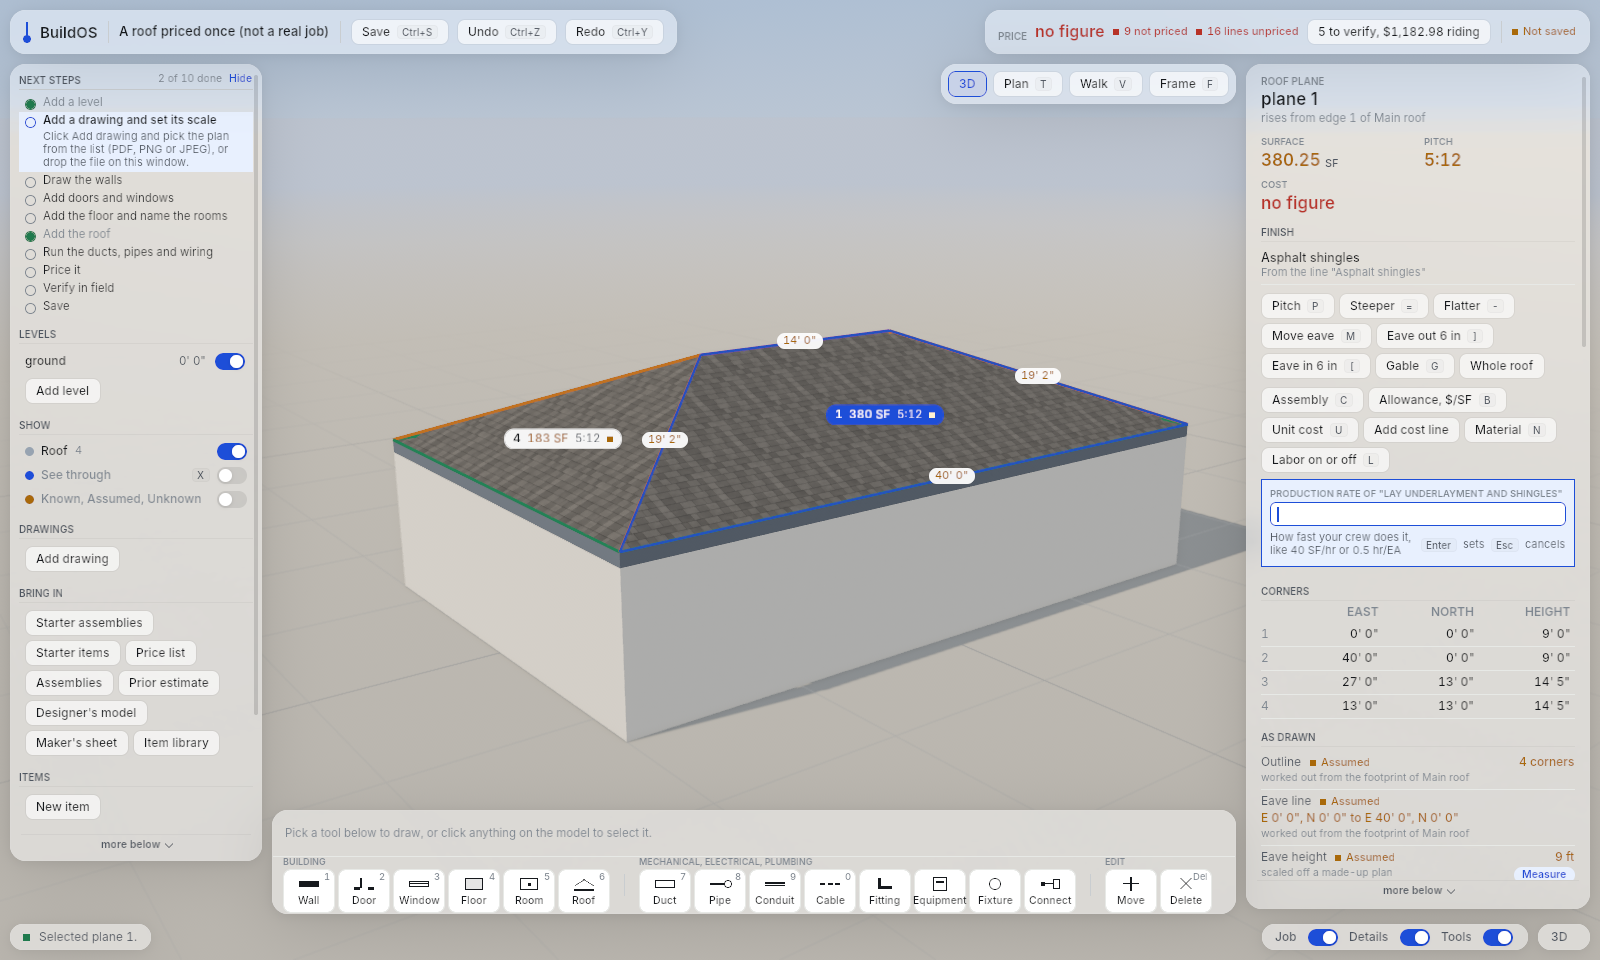 BuildOS
A roof priced once (not a real job)
Save Ctrl+S
Undo Ctrl+Z
Redo Ctrl+Y
PRICE no figure
9 not priced
16 lines unpriced
5 to verify, $1,182.98 riding
Not saved
NEXT STEPS
2 of 10 done Hide
Add a level
Add a drawing and set its scale
Click Add drawing and pick the plan
from the list (PDF, PNG or JPEG), or
drop the file on this window.
Draw the walls
Add doors and windows
Add the floor and name the rooms
Add the roof
Run the ducts, pipes and wiring
Price it
Verify in field
Save
LEVELS
ground 0' 0"
Add level
SHOW
Roof 4
See through X
Known, Assumed, Unknown
DRAWINGS
Add drawing
BRING IN
Starter assemblies
Starter items Price list
Assemblies Prior estimate
Designer's model
Maker's sheet Item library
ITEMS
New item
more below
Selected plane 1.
3D
Plan T
Walk V
Frame F
14' 0"
19' 2"
1 380 SF 5:12
4 183 SF 5:12
19' 2"
40' 0"
Pick a tool below to draw, or click anything on the model to select it.
BUILDING
1 Wall
2 Door
3 Window
4 Floor
5 Room
6 Roof
MECHANICAL, ELECTRICAL, PLUMBING
7 Duct
8 Pipe
9 Conduit
0 Cable
Fitting
Equipment
Fixture
Connect
EDIT
Move
Del Delete
ROOF PLANE
plane 1
rises from edge 1 of Main roof
SURFACE PITCH
380.25 SF 5:12
COST
no figure
FINISH
Asphalt shingles
From the line "Asphalt shingles"
Pitch P Steeper = Flatter -
Move eave M Eave out 6 in ]
Eave in 6 in [ Gable G Whole roof
Assembly C Allowance, $/SF B
Unit cost U Add cost line Material N
Labor on or off L
PRODUCTION RATE OF "LAY UNDERLAYMENT AND SHINGLES"
How fast your crew does it,
like 40 SF/hr or 0.5 hr/EA
Enter sets Esc cancels
CORNERS
EAST NORTH HEIGHT
1 0' 0" 0' 0" 9' 0"
2 40' 0" 0' 0" 9' 0"
3 27' 0" 13' 0" 14' 5"
4 13' 0" 13' 0" 14' 5"
AS DRAWN
Outline Assumed 4 corners
worked out from the footprint of Main roof
Eave line Assumed
E 0' 0", N 0' 0" to E 40' 0", N 0' 0"
worked out from the footprint of Main roof
Eave height Assumed 9 ft
scaled off a made-up plan
Measure
more below
Job Details Tools 3D